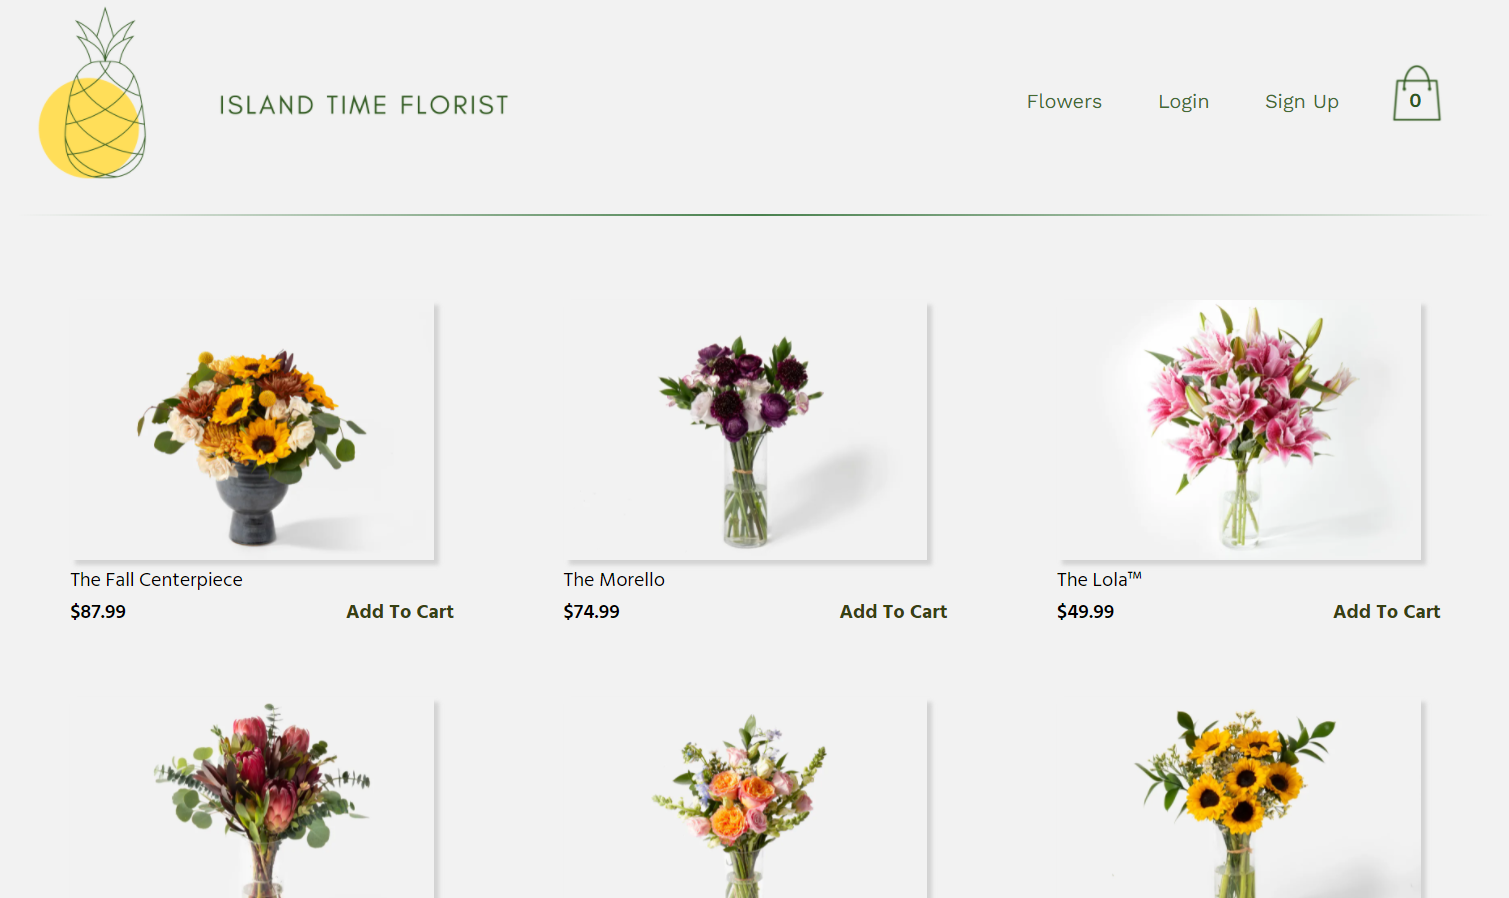 ISLAND TIME FLORIST
Flowers
Login
Sign Up
0
The Fall Centerpiece
$87.99
Add To Cart
The Morello
$74.99
Add To Cart
The Lola™
$49.99
Add To Cart